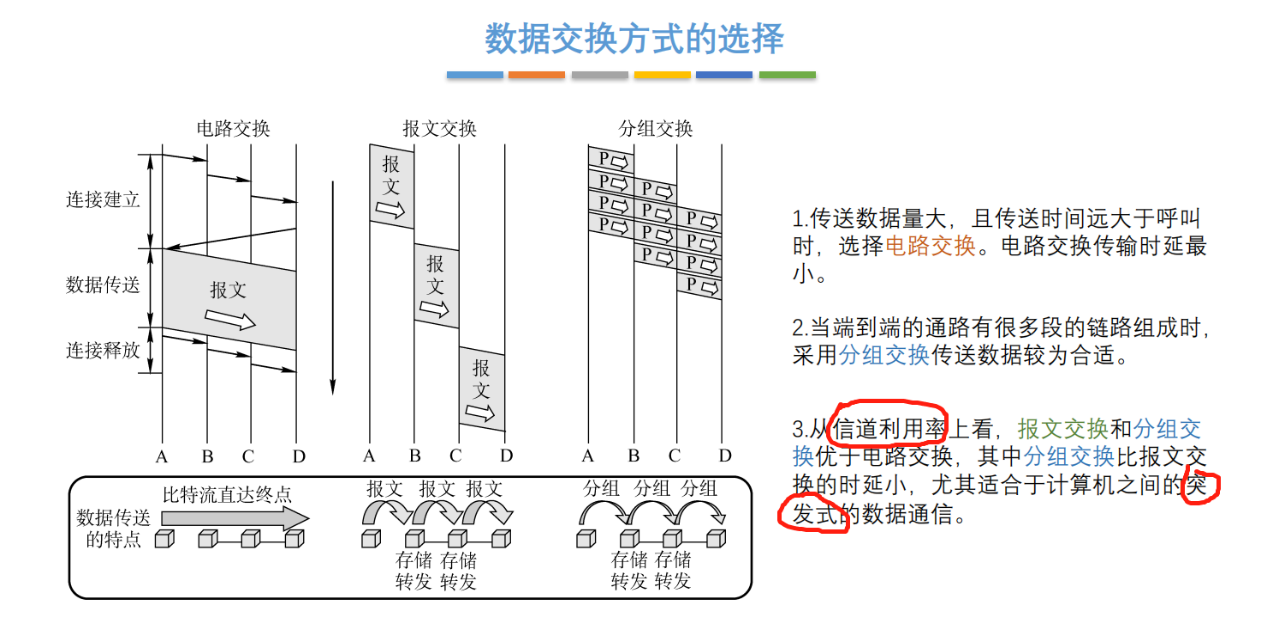 数据交换方式的选择
电路交换
报文交换
分组交换
连接建立
数据传送
连接释放
报文
A B C D
报
文
报
文
报
文
A B C D
P
P P
P P P
P P P
P P
P
A B C D
1.传送数据量大，且传送时间远大于呼叫
时，选择电路交换。电路交换传输时延最
小。
2.当端到端的通路有很多段的链路组成时，
采用分组交换传送数据较为合适。
3.从信道利用率上看，报文交换和分组交
换优于电路交换，其中分组交换比报文交
换的时延小，尤其适合于计算机之间的突
发式的数据通信。
数据传送
的特点
比特流直达终点
报文 报文 报文
存储 存储
转发 转发
分组 分组 分组
存储 存储
转发 转发